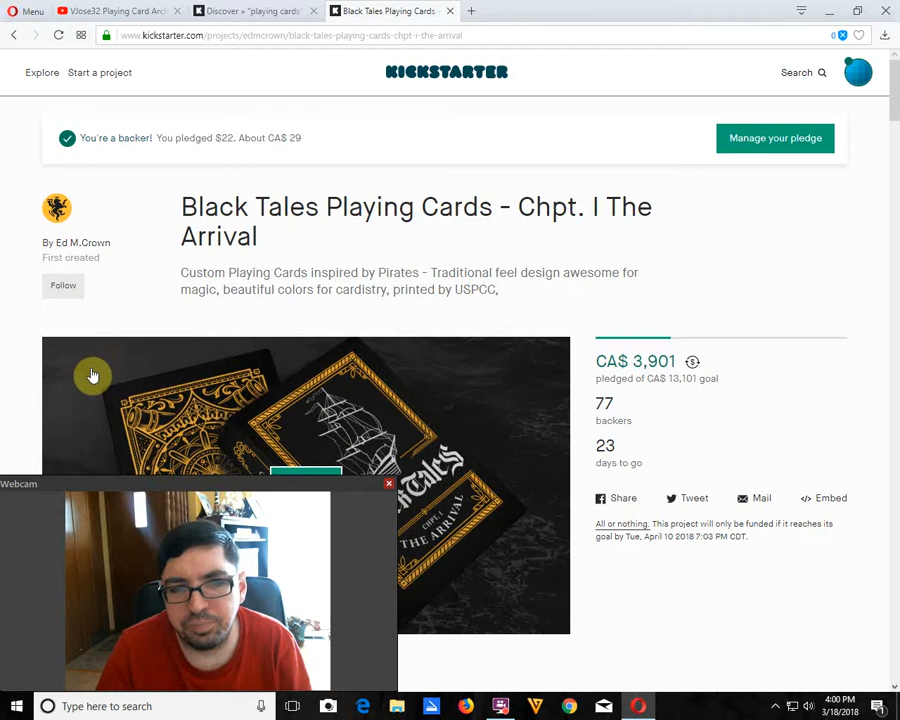 Menu
VJose32 Playing Card Arch
Discover » "playing cards"
Black Tales Playing Cards -
www.kickstarter.com/projects/edmcrown/black-tales-playing-cards-chpt-i-the-arrival
0
Explore
Start a project
KICKSTARTER
Search
You're a backer! You pledged $22. About CA$ 29
Manage your pledge
By Ed M.Crown
First created
Follow
Black Tales Playing Cards - Chpt. I The
Arrival
Custom Playing Cards inspired by Pirates - Traditional feel design awesome for
magic, beautiful colors for cardistry, printed by USPCC,
CA$ 3,901
pledged of CA$ 13,101 goal
77
backers
23
days to go
Share
Tweet
Mail
Embed
All or nothing. This project will only be funded if it reaches its
goal by Tue, April 10 2018 7:03 PM CDT.
Tales
CHPT. I
THE ARRIVAL
Webcam
Type here to search
4:00 PM
3/18/2018
1